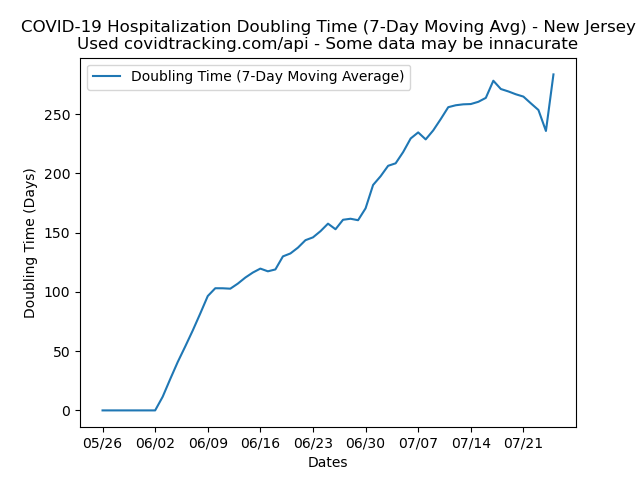 COVID-19 Hospitalization Doubling Time (7-Day Moving Avg) - New Jersey
Used covidtracking.com/api - Some data may be innacurate
Doubling Time (7-Day Moving Average)
Doubling Time (Days)
250
200
150
100
50
0
05/26 06/02 06/09 06/16 06/23 06/30 07/07 07/14 07/21
Dates